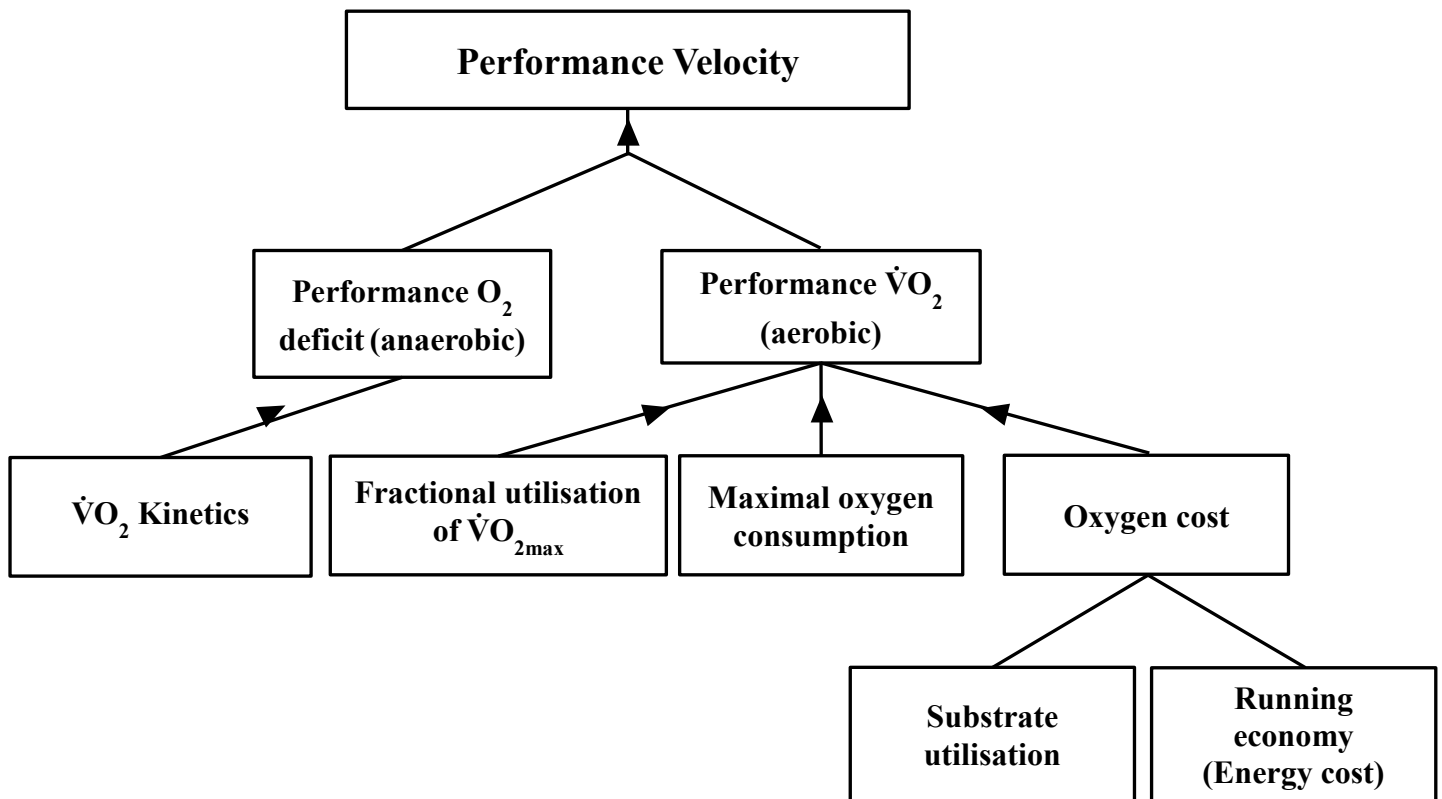 Performance Velocity
Performance O₂
deficit (anaerobic)
Performance V̇O₂
(aerobic)
V̇O₂ Kinetics
Fractional utilisation
of V̇O₂max
Maximal oxygen
consumption
Oxygen cost
Substrate
utilisation
Running
economy
(Energy cost)